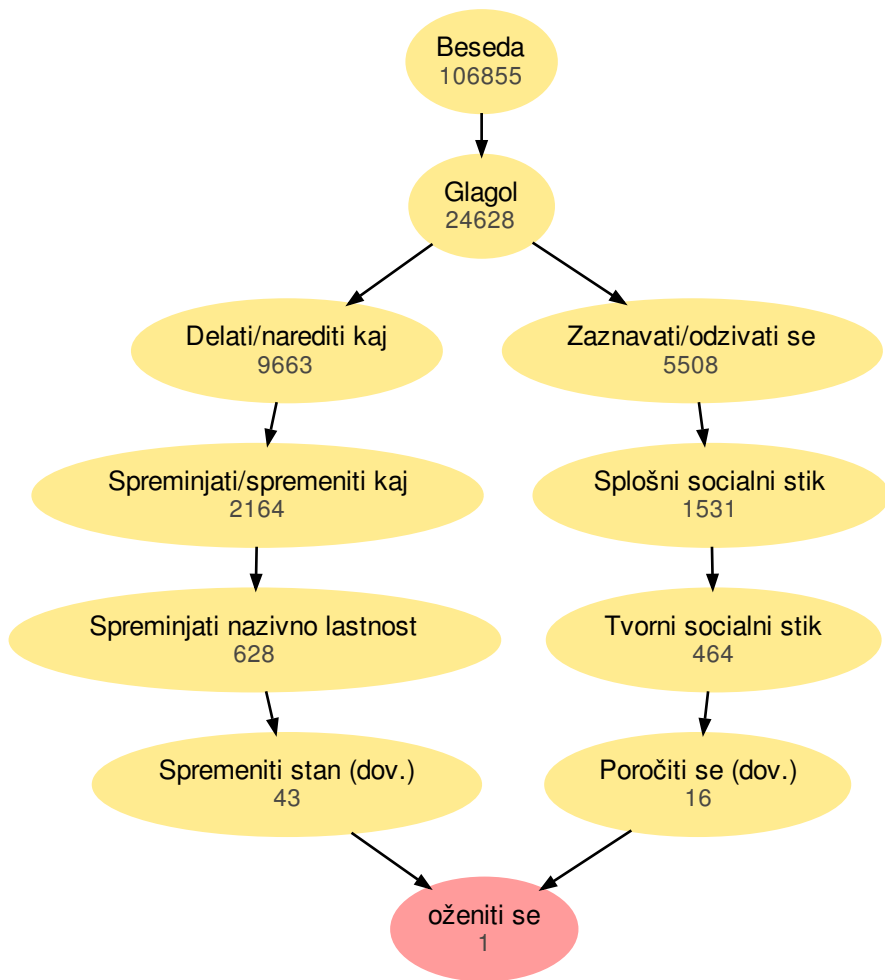 Beseda
106855
Glagol
24628
Delati/narediti kaj
9663
Zaznavati/odzivati se
5508
Spreminjati/spremeniti kaj
2164
Splošni socialni stik
1531
Spreminjati nazivno lastnost
628
Tvorni socialni stik
464
Spremeniti stan (dov.)
43
Poročiti se (dov.)
16
oženiti se
1